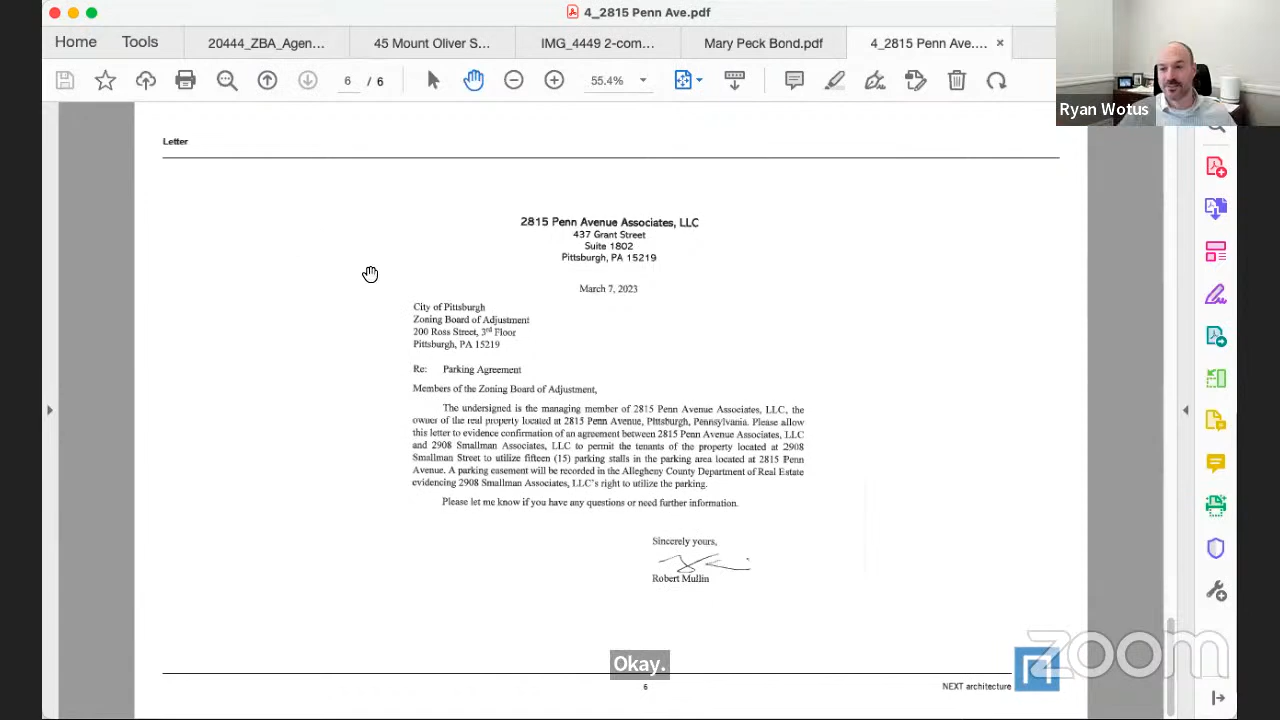 4_2815 Penn Ave.pdf
Home Tools 20444_ZBA_Agen... 45 Mount Oliver S... IMG_4449 2-com... Mary Peck Bond.pdf 4_2815 Penn Ave....
6 / 6 55.4%
Ryan Wotus
Letter
2815 Penn Avenue Associates, LLC
437 Grant Street
Suite 1802
Pittsburgh, PA 15219
March 7, 2023
City of Pittsburgh
Zoning Board of Adjustment
200 Ross Street, 3rd Floor
Pittsburgh, PA 15219
Re: Parking Agreement
Members of the Zoning Board of Adjustment,
The undersigned is the managing member of 2815 Penn Avenue Associates, LLC, the
owner of the real property located at 2815 Penn Avenue, Pittsburgh, Pennsylvania. Please allow
this letter to evidence confirmation of an agreement between 2815 Penn Avenue Associates, LLC
and 2908 Smallman Associates, LLC to permit the tenants of the property located at 2908
Smallman Street to utilize fifteen (15) parking stalls in the parking area located at 2815 Penn
Avenue. A parking easement will be recorded in the Allegheny County Department of Real Estate
evidencing 2908 Smallman Associates, LLC's right to utilize the parking.
Please let me know if you have any questions or need further information.
Sincerely yours,
Robert Mullin
Okay.
zoom
6
NEXT architecture